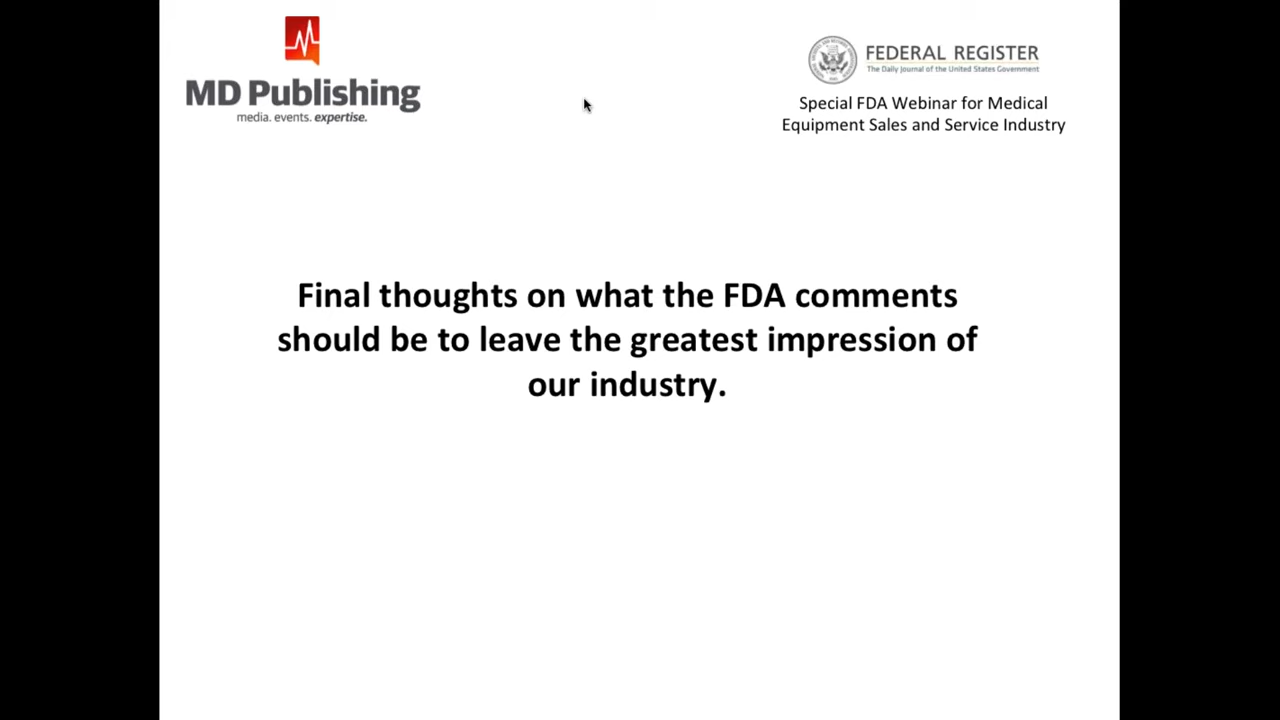 MD Publishing
media. events. expertise.
FEDERAL REGISTER
The Daily Journal of the United States Government
Special FDA Webinar for Medical
Equipment Sales and Service Industry
Final thoughts on what the FDA comments
should be to leave the greatest impression of
our industry.